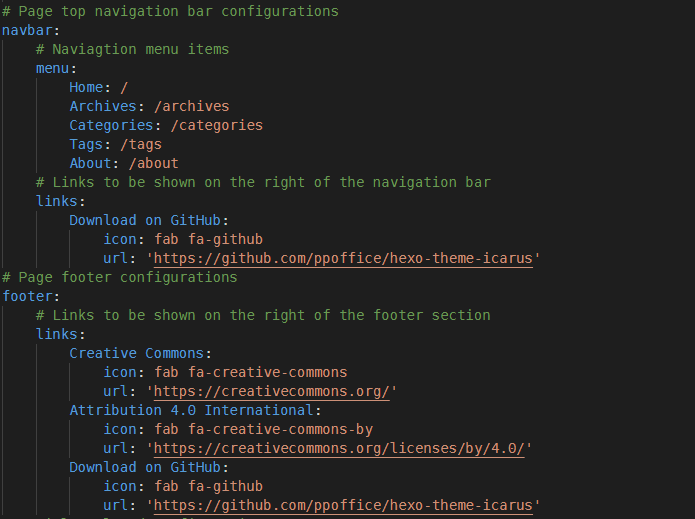 # Page top navigation bar configurations
navbar:
    # Naviagtion menu items
    menu:
        Home: /
        Archives: /archives
        Categories: /categories
        Tags: /tags
        About: /about
    # Links to be shown on the right of the navigation bar
    links:
        Download on GitHub:
            icon: fab fa-github
            url: 'https://github.com/ppoffice/hexo-theme-icarus'
# Page footer configurations
footer:
    # Links to be shown on the right of the footer section
    links:
        Creative Commons:
            icon: fab fa-creative-commons
            url: 'https://creativecommons.org/'
        Attribution 4.0 International:
            icon: fab fa-creative-commons-by
            url: 'https://creativecommons.org/licenses/by/4.0/'
        Download on GitHub:
            icon: fab fa-github
            url: 'https://github.com/ppoffice/hexo-theme-icarus'